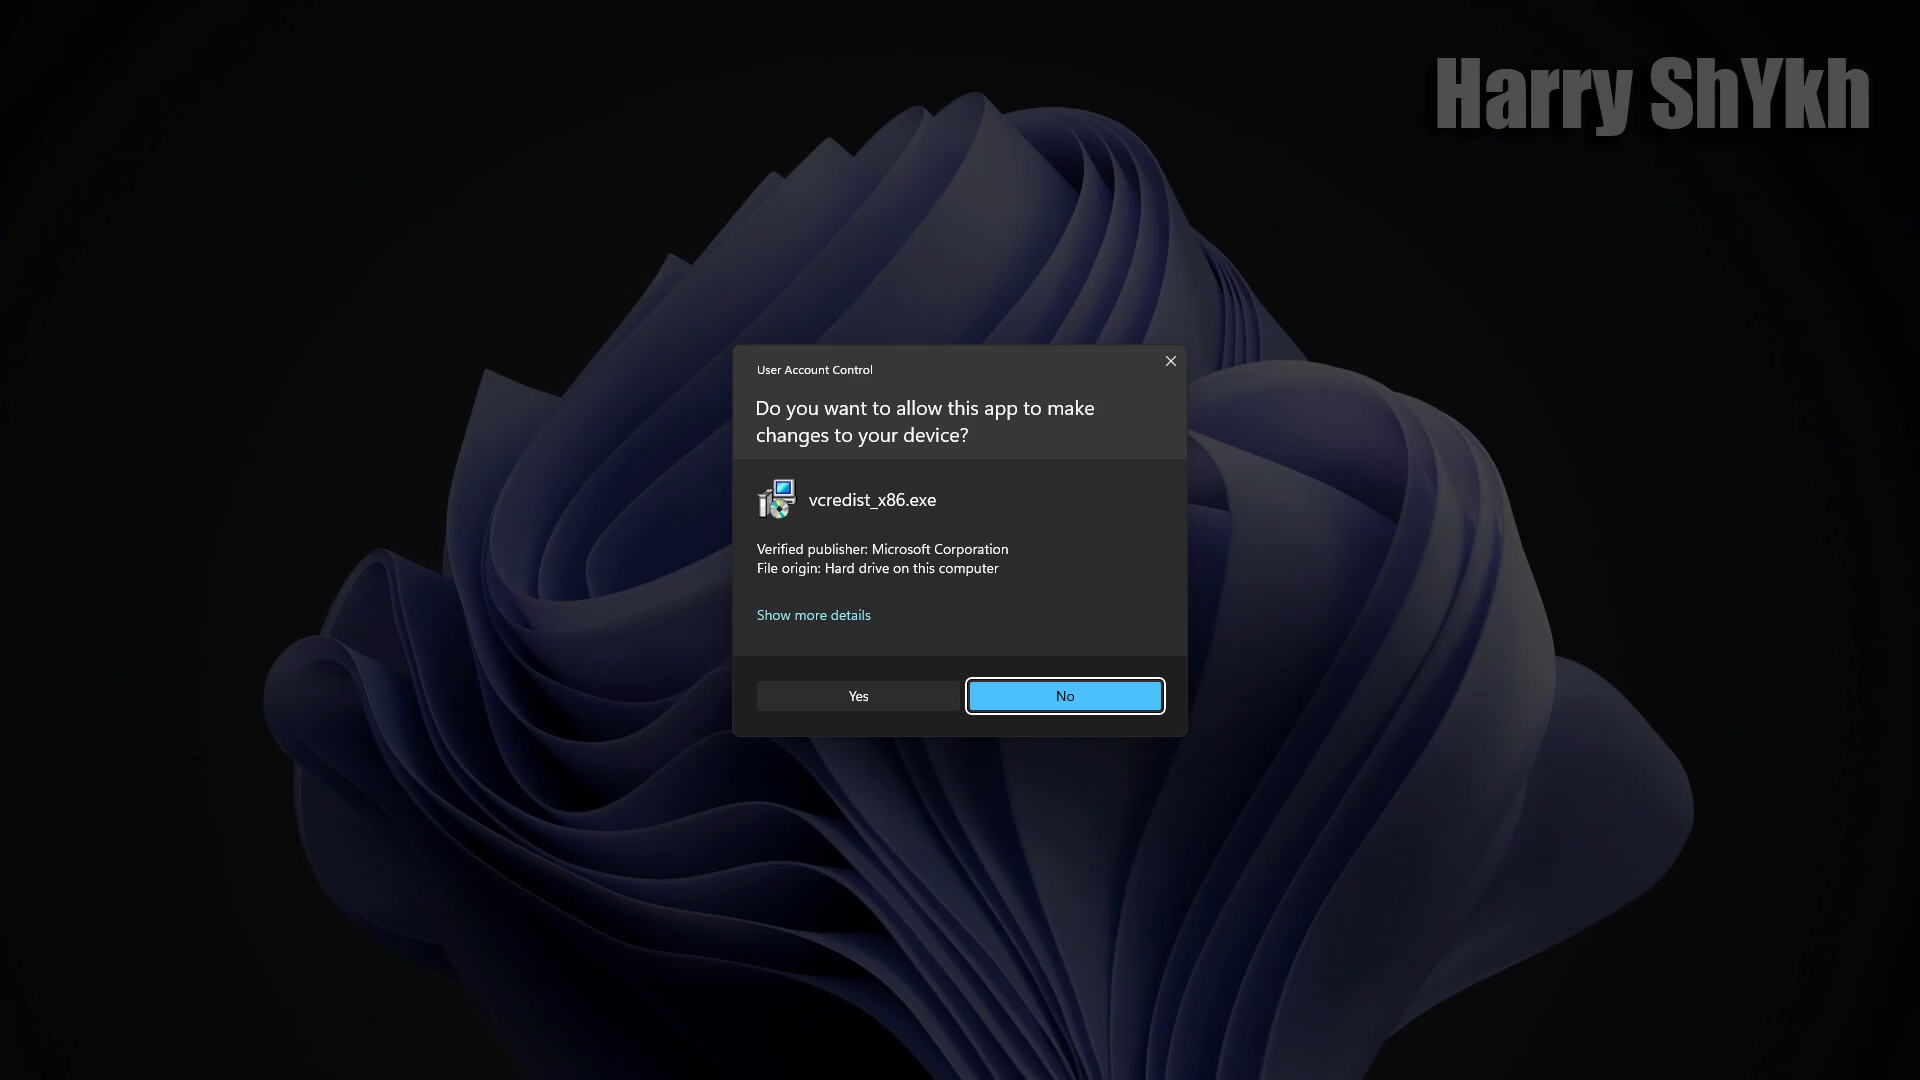 Harry ShYkh
User Account Control
Do you want to allow this app to make
changes to your device?
vcredist_x86.exe
Verified publisher: Microsoft Corporation
File origin: Hard drive on this computer
Show more details
Yes
No